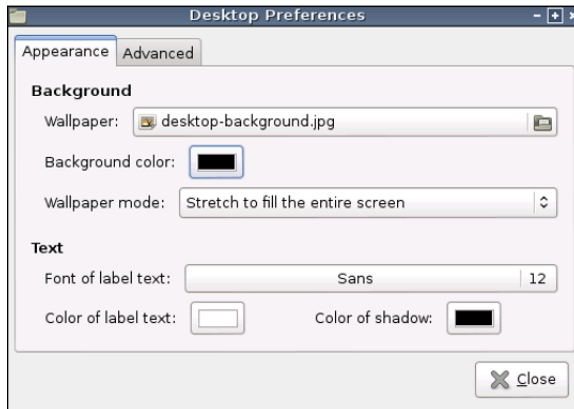 Desktop Preferences
Appearance Advanced
Background
Wallpaper: desktop-background.jpg
Background color:
Wallpaper mode: Stretch to fill the entire screen
Text
Font of label text: Sans 12
Color of label text: Color of shadow:
Close